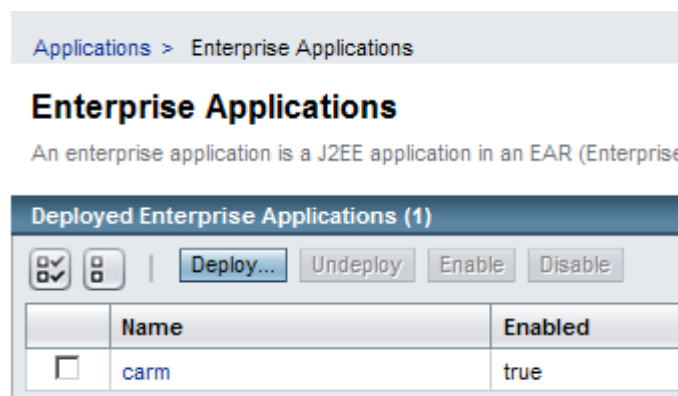 Applications > Enterprise Applications
Enterprise Applications
An enterprise application is a J2EE application in an EAR (Enterprise
Deployed Enterprise Applications (1)
Deploy... Undeploy Enable Disable
Name Enabled
carm true